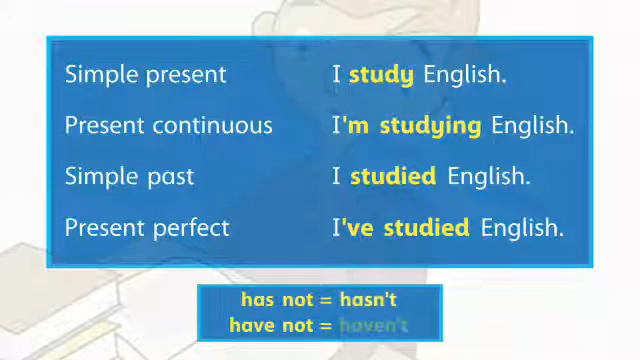 Simple present I study English.
Present continuous I'm studying English.
Simple past I studied English.
Present perfect I've studied English.
has not = hasn't
have not = haven't